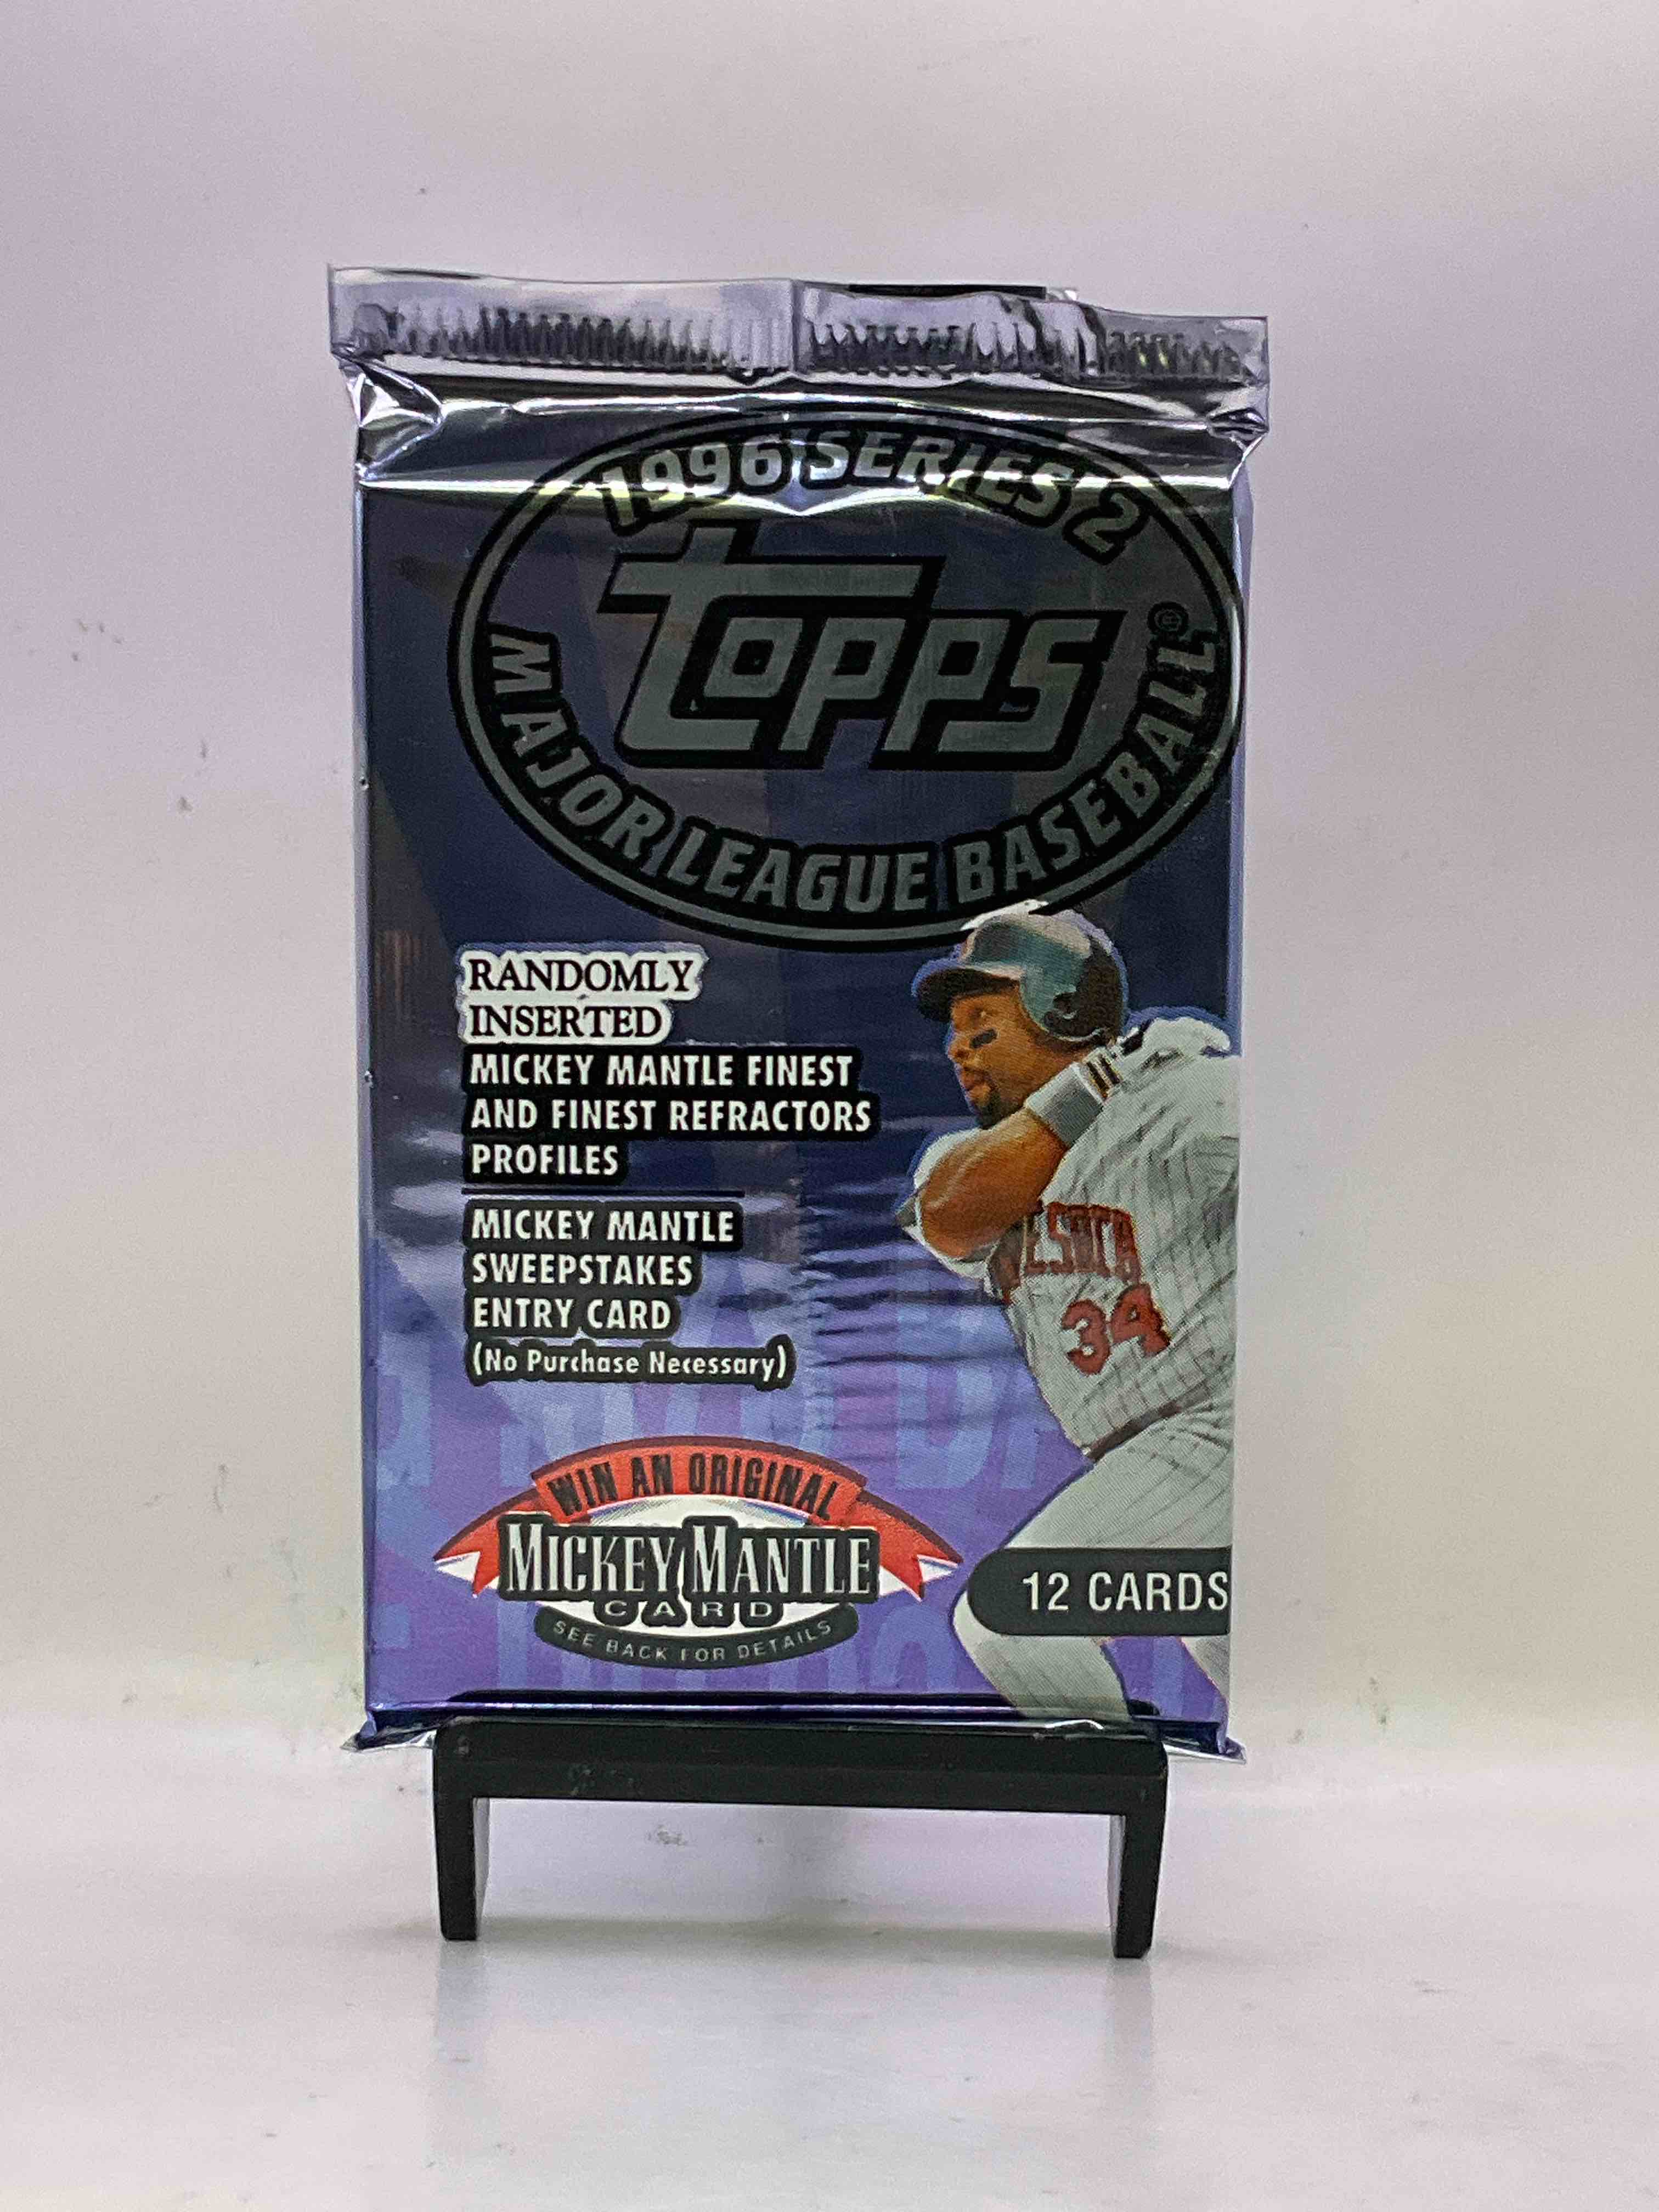 1996 SERIES 2
topps
MAJOR LEAGUE BASEBALL®
RANDOMLY
INSERTED
MICKEY MANTLE FINEST
AND FINEST REFRACTORS
PROFILES
MICKEY MANTLE
SWEEPSTAKES
ENTRY CARD
(No Purchase Necessary)
34
WIN AN ORIGINAL
MICKEY MANTLE
CARD
SEE BACK FOR DETAILS
12 CARDS